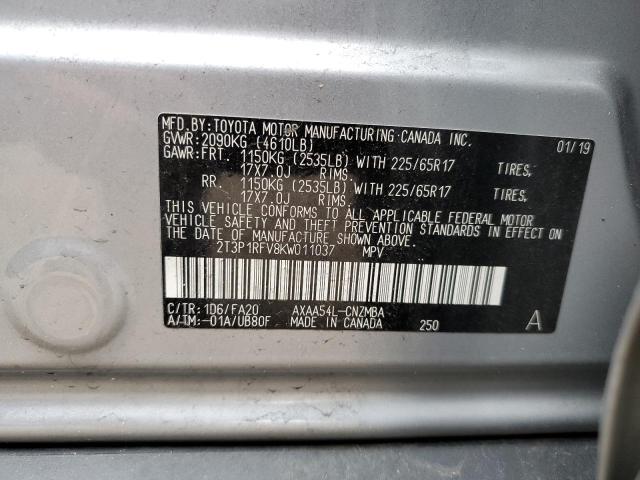 MFD.BY:TOYOTA MOTOR MANUFACTURING CANADA INC. 01/19
GVWR:2090KG (4610LB)
GAWR:FRT. 1150KG (2535LB) WITH 225/65R17 TIRES,
17X7.0J RIMS.
RR. 1150KG (2535LB) WITH 225/65R17 TIRES,
17X7.0J RIMS.
THIS VEHICLE CONFORMS TO ALL APPLICABLE FEDERAL MOTOR
VEHICLE SAFETY AND THEFT PREVENTION STANDARDS IN EFFECT ON
THE DATE OF MANUFACTURE SHOWN ABOVE.
2T3P1RFV8KW011037 MPV
C/TR:1D6/FA20 AXAA54L-CNZMBA
A/TM:-01A/UB80F MADE IN CANADA 250 A